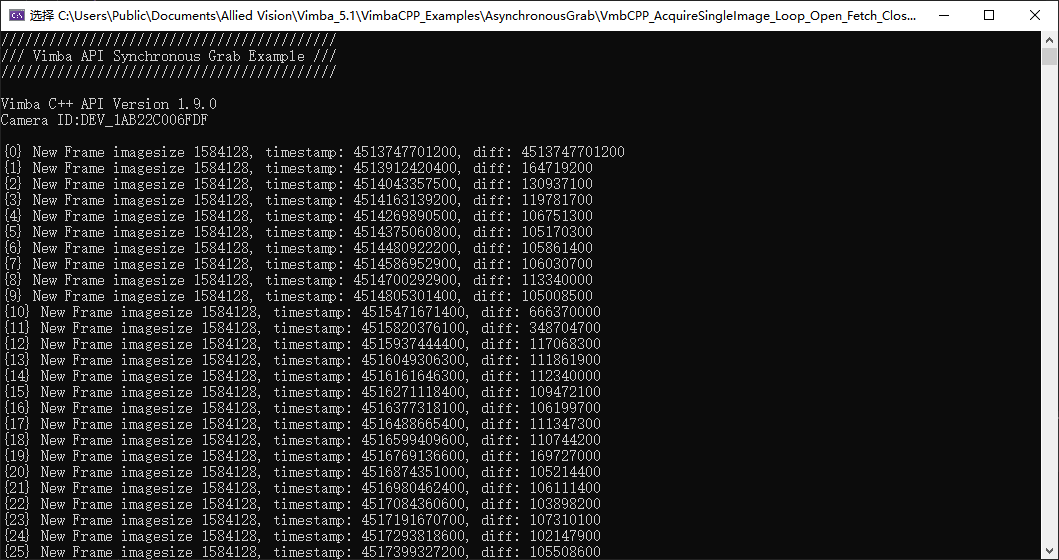 选择 C:\Users\Public\Documents\Allied Vision\Vimba_5.1\VimbaCPP_Examples\AsynchronousGrab\VmbCPP_AcquireSingleImage_Loop_Open_Fetch_Clos...
//////////////////////////////////////////
/// Vimba API Synchronous Grab Example ///
//////////////////////////////////////////
Vimba C++ API Version 1.9.0
Camera ID:DEV_1AB22C006FDF
{0} New Frame imagesize 1584128, timestamp: 4513747701200, diff: 4513747701200
{1} New Frame imagesize 1584128, timestamp: 4513912420400, diff: 164719200
{2} New Frame imagesize 1584128, timestamp: 4514043357500, diff: 130937100
{3} New Frame imagesize 1584128, timestamp: 4514163139200, diff: 119781700
{4} New Frame imagesize 1584128, timestamp: 4514269890500, diff: 106751300
{5} New Frame imagesize 1584128, timestamp: 4514375060800, diff: 105170300
{6} New Frame imagesize 1584128, timestamp: 4514480922200, diff: 105861400
{7} New Frame imagesize 1584128, timestamp: 4514586952900, diff: 106030700
{8} New Frame imagesize 1584128, timestamp: 4514700292900, diff: 113340000
{9} New Frame imagesize 1584128, timestamp: 4514805301400, diff: 105008500
{10} New Frame imagesize 1584128, timestamp: 4515471671400, diff: 666370000
{11} New Frame imagesize 1584128, timestamp: 4515820376100, diff: 348704700
{12} New Frame imagesize 1584128, timestamp: 4515937444400, diff: 117068300
{13} New Frame imagesize 1584128, timestamp: 4516049306300, diff: 111861900
{14} New Frame imagesize 1584128, timestamp: 4516161646300, diff: 112340000
{15} New Frame imagesize 1584128, timestamp: 4516271118400, diff: 109472100
{16} New Frame imagesize 1584128, timestamp: 4516377318100, diff: 106199700
{17} New Frame imagesize 1584128, timestamp: 4516488665400, diff: 111347300
{18} New Frame imagesize 1584128, timestamp: 4516599409600, diff: 110744200
{19} New Frame imagesize 1584128, timestamp: 4516769136600, diff: 169727000
{20} New Frame imagesize 1584128, timestamp: 4516874351000, diff: 105214400
{21} New Frame imagesize 1584128, timestamp: 4516980462400, diff: 106111400
{22} New Frame imagesize 1584128, timestamp: 4517084360600, diff: 103898200
{23} New Frame imagesize 1584128, timestamp: 4517191670700, diff: 107310100
{24} New Frame imagesize 1584128, timestamp: 4517293818600, diff: 102147900
{25} New Frame imagesize 1584128, timestamp: 4517399327200, diff: 105508600